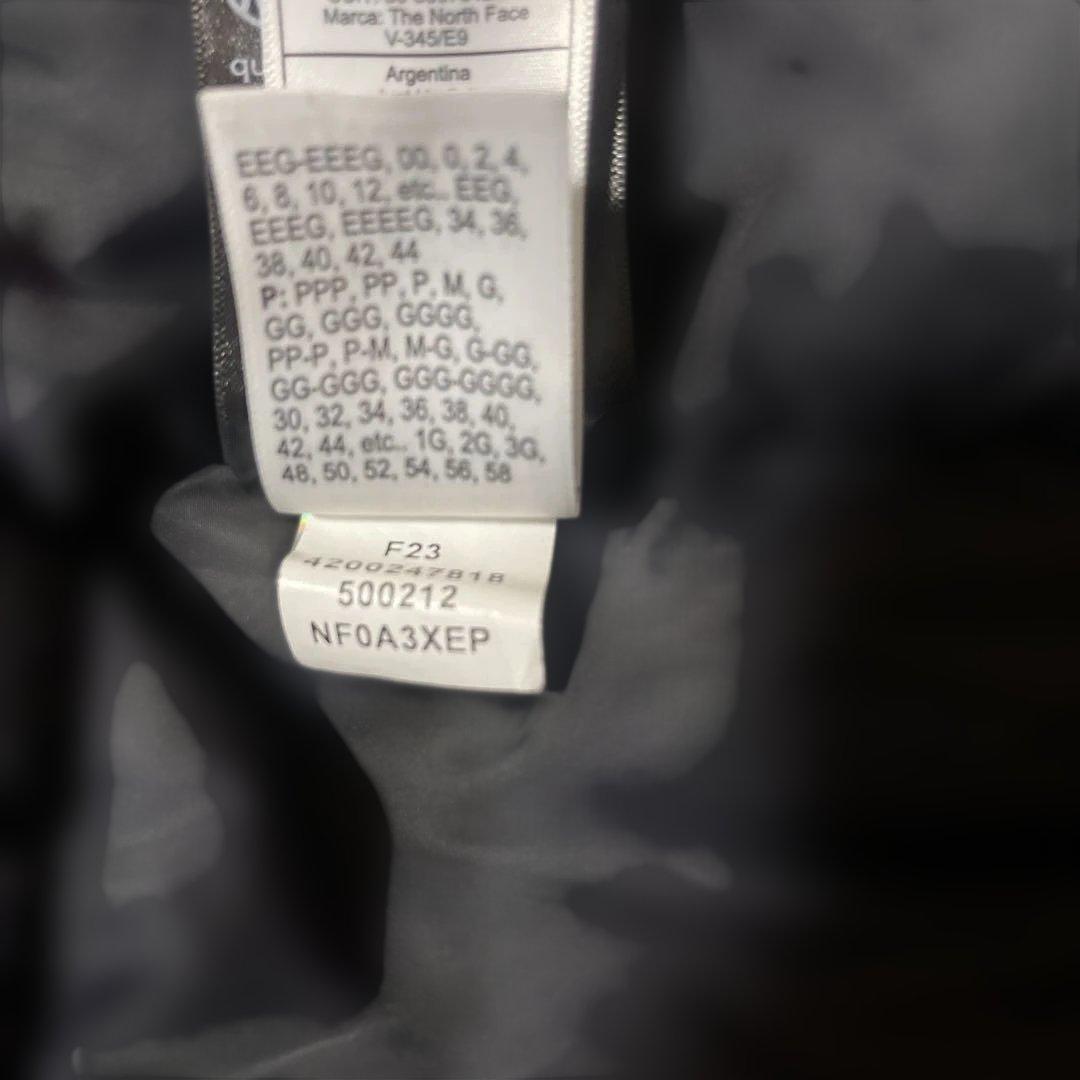 Marca: The North Face
V-345/E9
qu
Argentina
EEG-EEEG, 00, 0, 2, 4,
6, 8, 10, 12, etc.. EEG,
EEEG, EEEEG, 34, 36,
38, 40, 42, 44
P: PPP, PP, P, M, G,
GG, GGG, GGGG,
PP-P, P-M, M-G, G-GG,
GG-GGG, GGG-GGGG,
30, 32, 34, 36, 38, 40,
42, 44, etc.. 1G, 2G, 3G,
48, 50, 52, 54, 56, 58
F23
4200247818
500212
NF0A3XEP